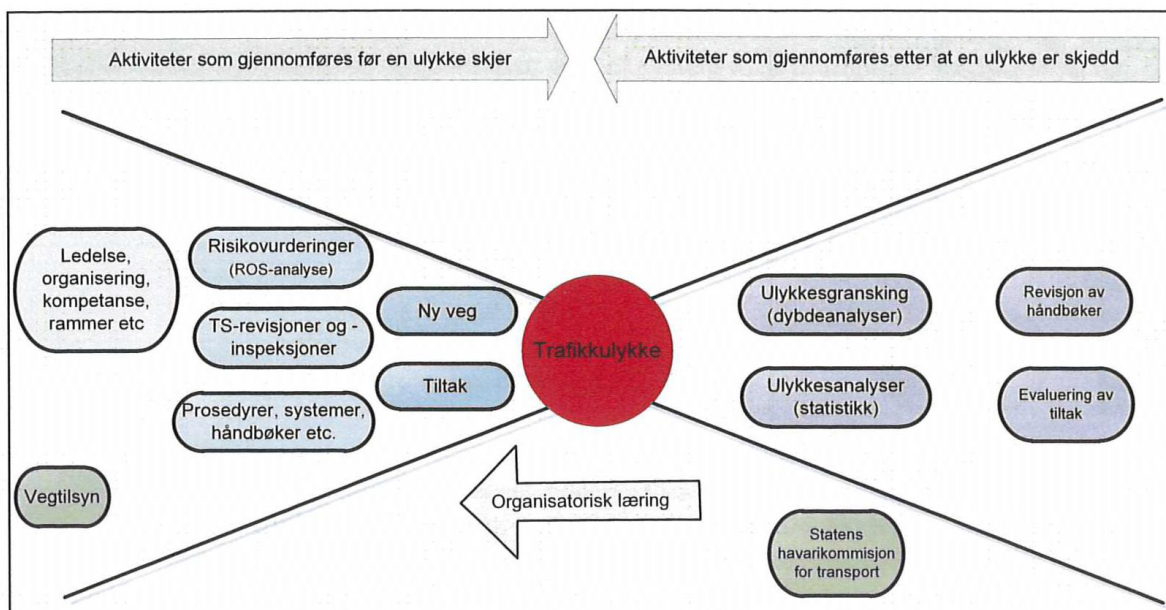 Aktiviteter som gjennomføres før en ulykke skjer
Aktiviteter som gjennomføres etter at en ulykke er skjedd
Ledelse,
organisering,
kompetanse,
rammer etc
Risikovurderinger
(ROS-analyse)
TS-revisjoner og -
inspeksjoner
Prosedyrer, systemer,
håndbøker etc.
Ny veg
Tiltak
Vegtilsyn
Trafikkulykke
Organisatorisk læring
Ulykkesgransking
(dybdeanalyser)
Ulykkesanalyser
(statistikk)
Revisjon av
håndbøker
Evaluering av
tiltak
Statens
havarikommisjon
for transport